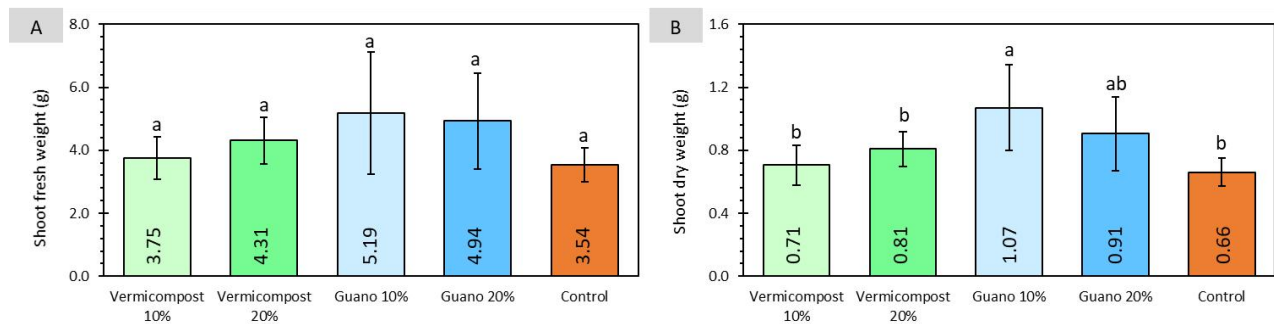 A
Shoot fresh weight (g)
8.0
6.0
4.0
2.0
0.0
a
a
a
a
a
3.75
4.31
5.19
4.94
3.54
Vermicompost
10%
Vermicompost
20%
Guano 10%
Guano 20%
Control
B
Shoot dry weight (g)
1.6
1.2
0.8
0.4
0.0
b
b
a
ab
b
0.71
0.81
1.07
0.91
0.66
Vermicompost
10%
Vermicompost
20%
Guano 10%
Guano 20%
Control